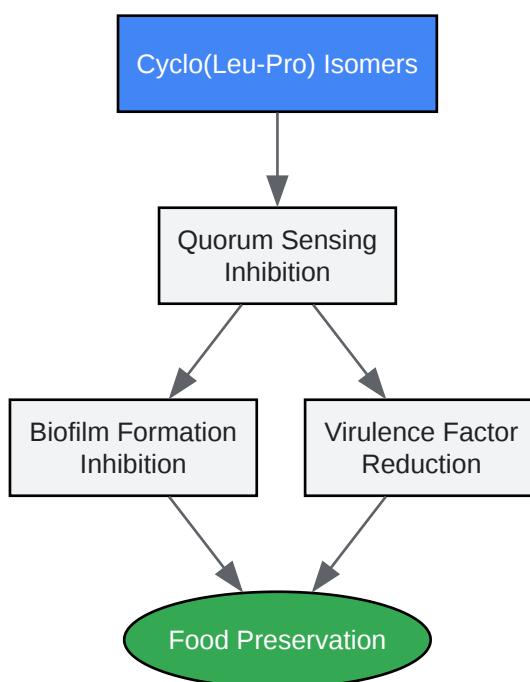 Cyclo(Leu-Pro) Isomers
Quorum Sensing
Inhibition
Biofilm Formation
Inhibition
Virulence Factor
Reduction
Food Preservation